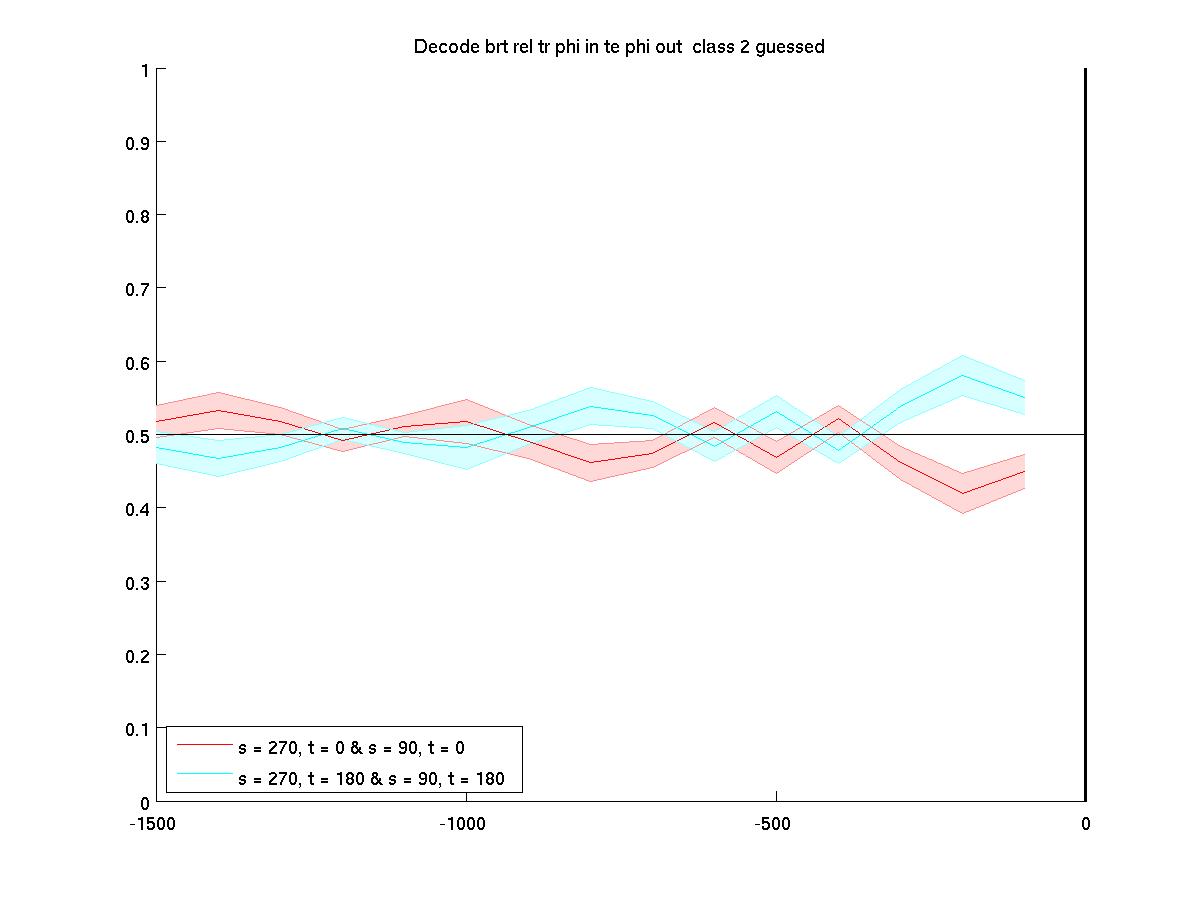 Decode brt rel tr phi in te phi out  class 2 guessed
1
0.9
0.8
0.7
0.6
0.5
0.4
0.3
0.2
0.1
0
s = 270, t = 0 & s = 90, t = 0
s = 270, t = 180 & s = 90, t = 180
-1500 -1000 -500 0